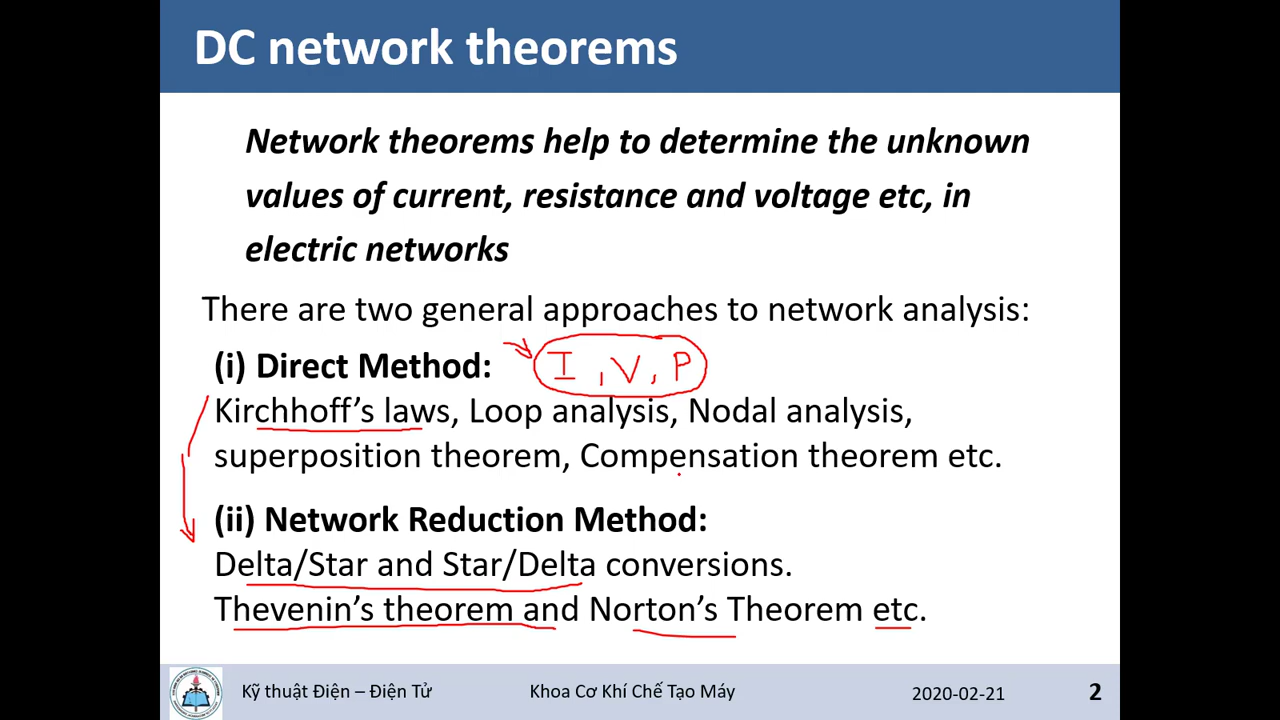 DC network theorems
Network theorems help to determine the unknown
values of current, resistance and voltage etc, in
electric networks
There are two general approaches to network analysis:
(i) Direct Method: I, V, P
Kirchhoff's laws, Loop analysis, Nodal analysis,
superposition theorem, Compensation theorem etc.
(ii) Network Reduction Method:
Delta/Star and Star/Delta conversions.
Thevenin's theorem and Norton's Theorem etc.
Kỹ thuật Điện – Điện Tử Khoa Cơ Khí Chế Tạo Máy 2020-02-21 2